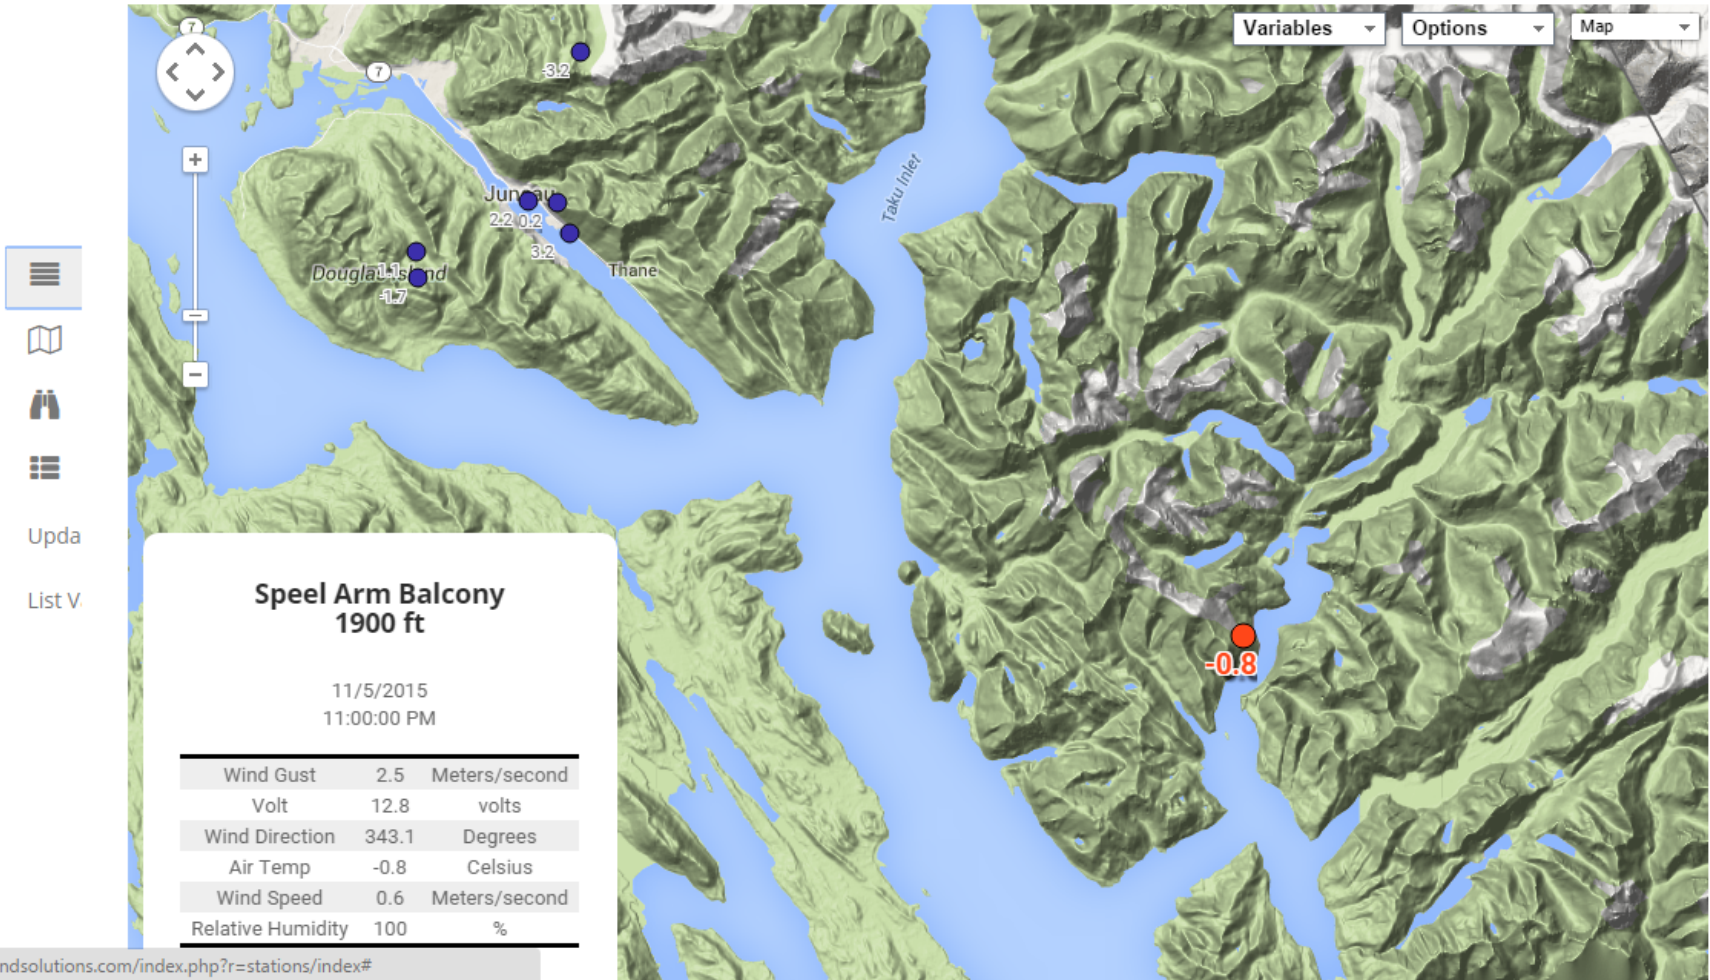 7
Variables
Options
Map
7
-3.2
Taku Inlet
Juneau
2.2 0.2
3.2
Thane
Douglas Island
-1.7
Upda
List V
Speel Arm Balcony
1900 ft
-0.8
11/5/2015
11:00:00 PM
Wind Gust 2.5 Meters/second
Volt 12.8 volts
Wind Direction 343.1 Degrees
Air Temp -0.8 Celsius
Wind Speed 0.6 Meters/second
Relative Humidity 100 %
ndsolutions.com/index.php?r=stations/index#